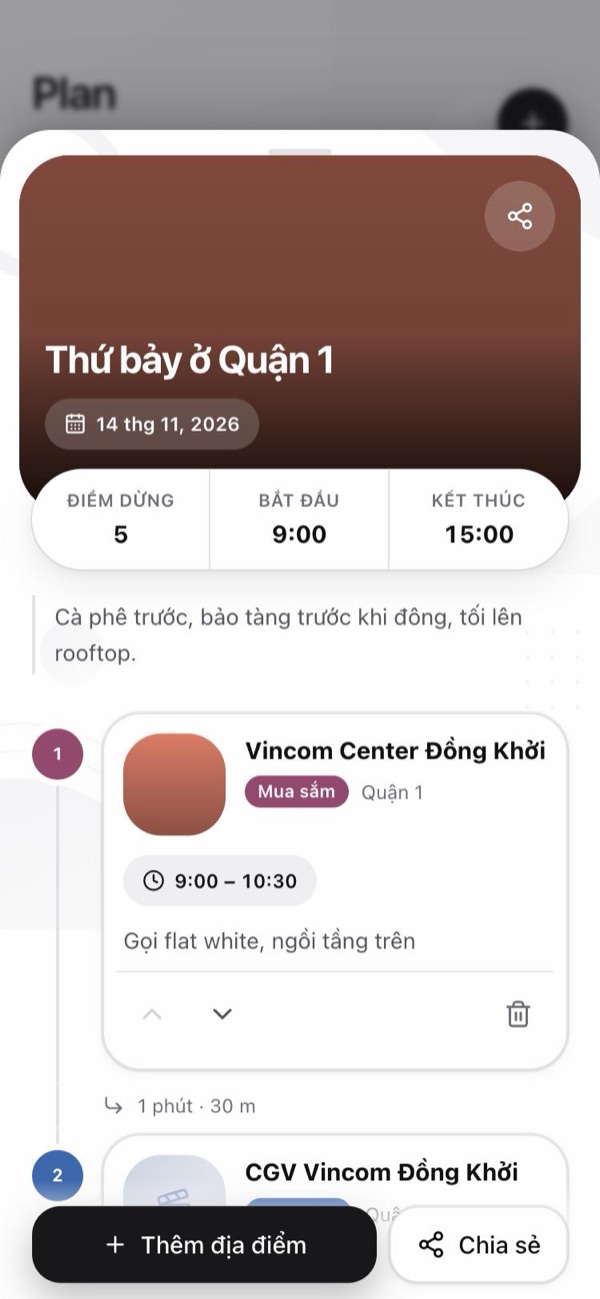 Plan
Thứ bảy ở Quận 1
14 thg 11, 2026
ĐIỂM DỪNG
5
BẮT ĐẦU
9:00
KẾT THÚC
15:00
Cà phê trước, bảo tàng trước khi đông, tối lên
rooftop.
1
Vincom Center Đồng Khởi
Mua sắm
Quận 1
9:00 – 10:30
Gọi flat white, ngồi tầng trên
1 phút · 30 m
2
CGV Vincom Đồng Khởi
Thêm địa điểm
Chia sẻ